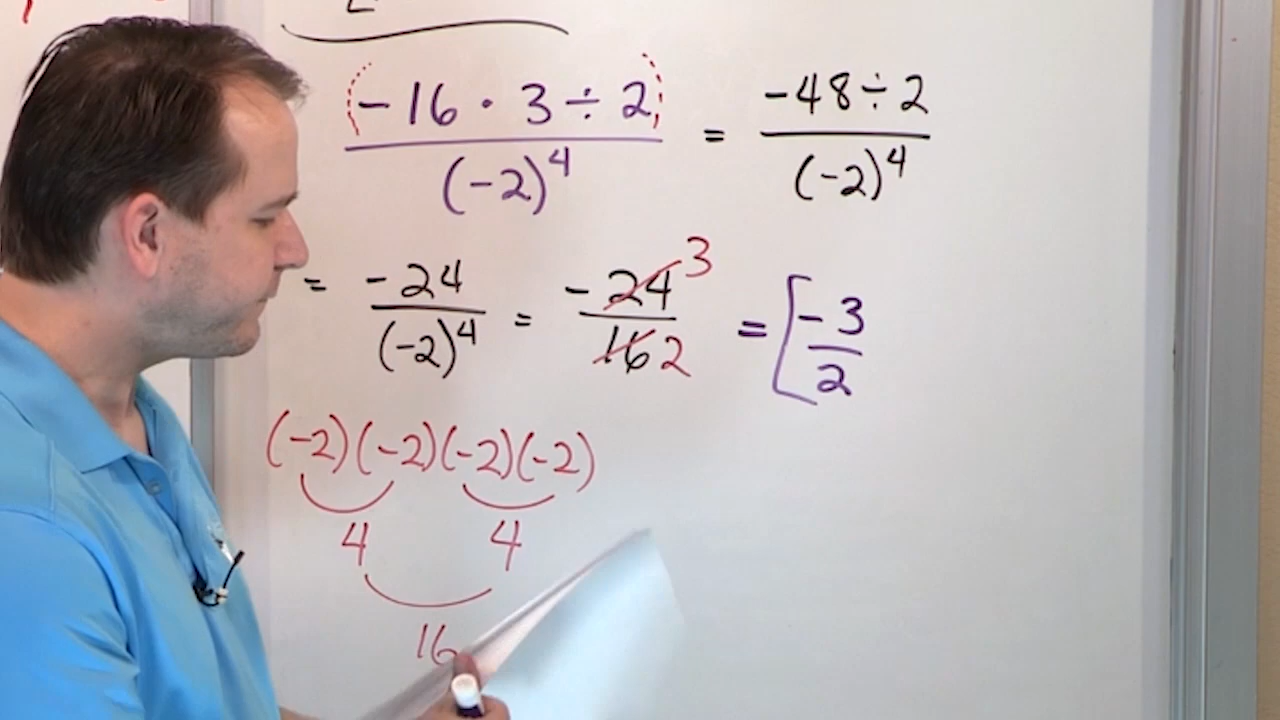 (-16 · 3 ÷ 2) / (-2)^4 = -48 ÷ 2 / (-2)^4
= -24 / (-2)^4 = -24 3 / 16 2 = [-3 / 2
(-2)(-2)(-2)(-2)
4 4
16